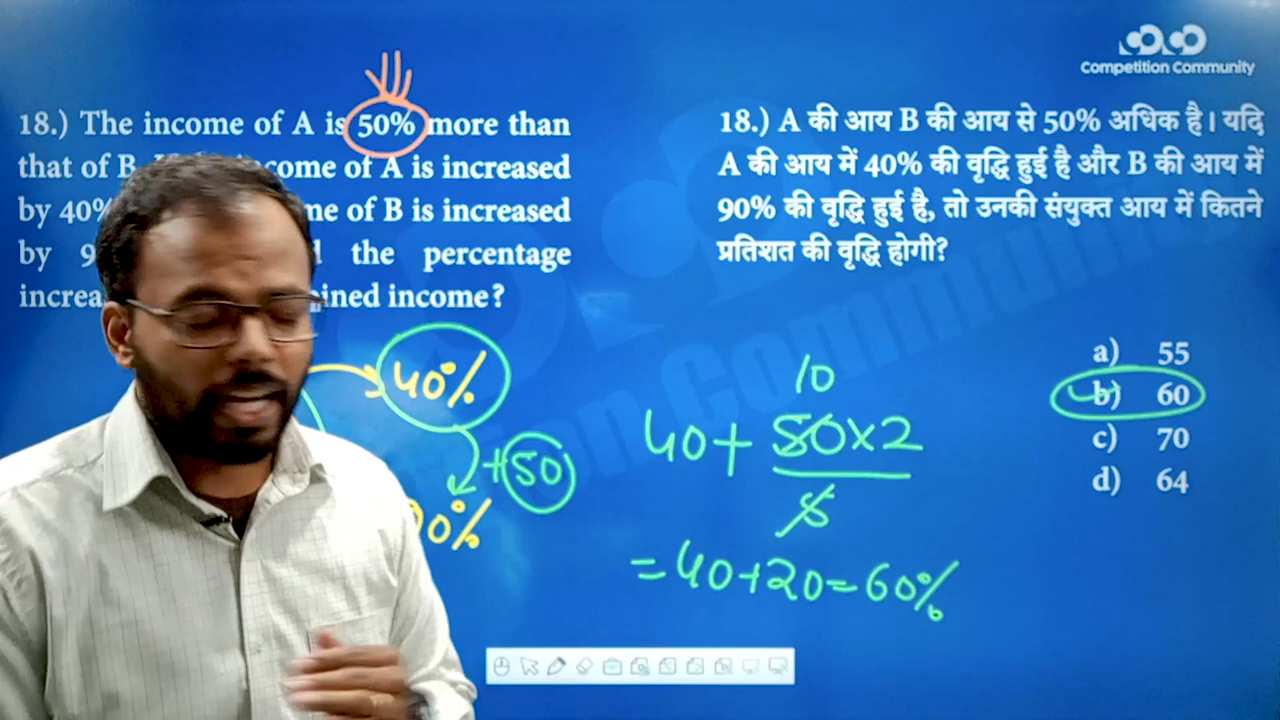 Competition Community
18.) The income of A is 50% more than
that of B. come of A is increased
by 40% me of B is increased
by 9 the percentage
increa ined income?
18.) A की आय B की आय से 50% अधिक है। यदि
A की आय में 40% की वृद्धि हुई है और B की आय में
90% की वृद्धि हुई है, तो उनकी संयुक्त आय में कितने
प्रतिशत की वृद्धि होगी?
a) 55
b) 60
c) 70
d) 64
40%
+50
90%
10
40+ 50×2
5
=40+20=60%